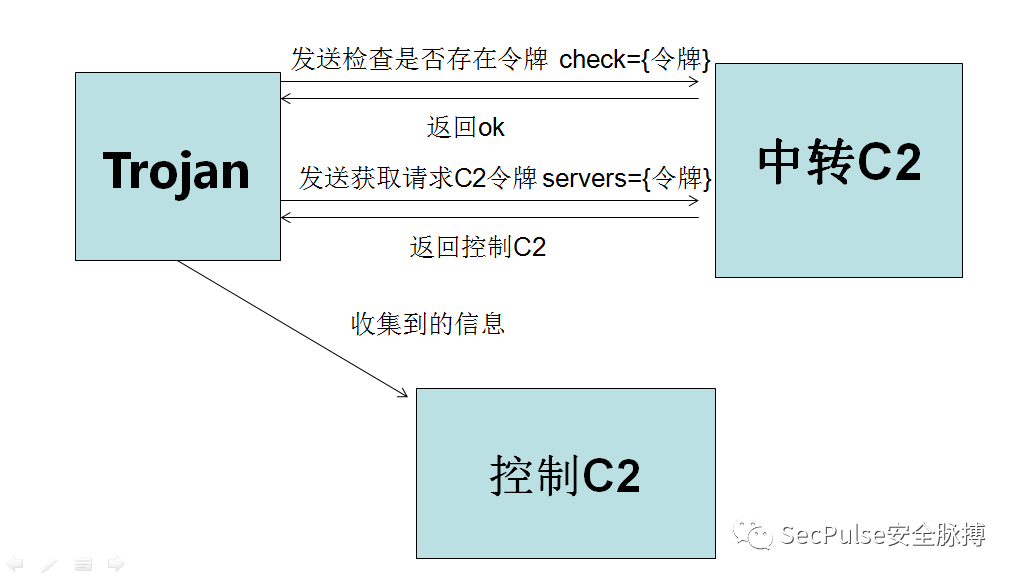 发送检查是否存在令牌 check={令牌}
Trojan
返回ok
中转C2
发送获取请求C2令牌 servers={令牌}
返回控制C2
收集到的信息
控制C2
SecPulse安全脉搏